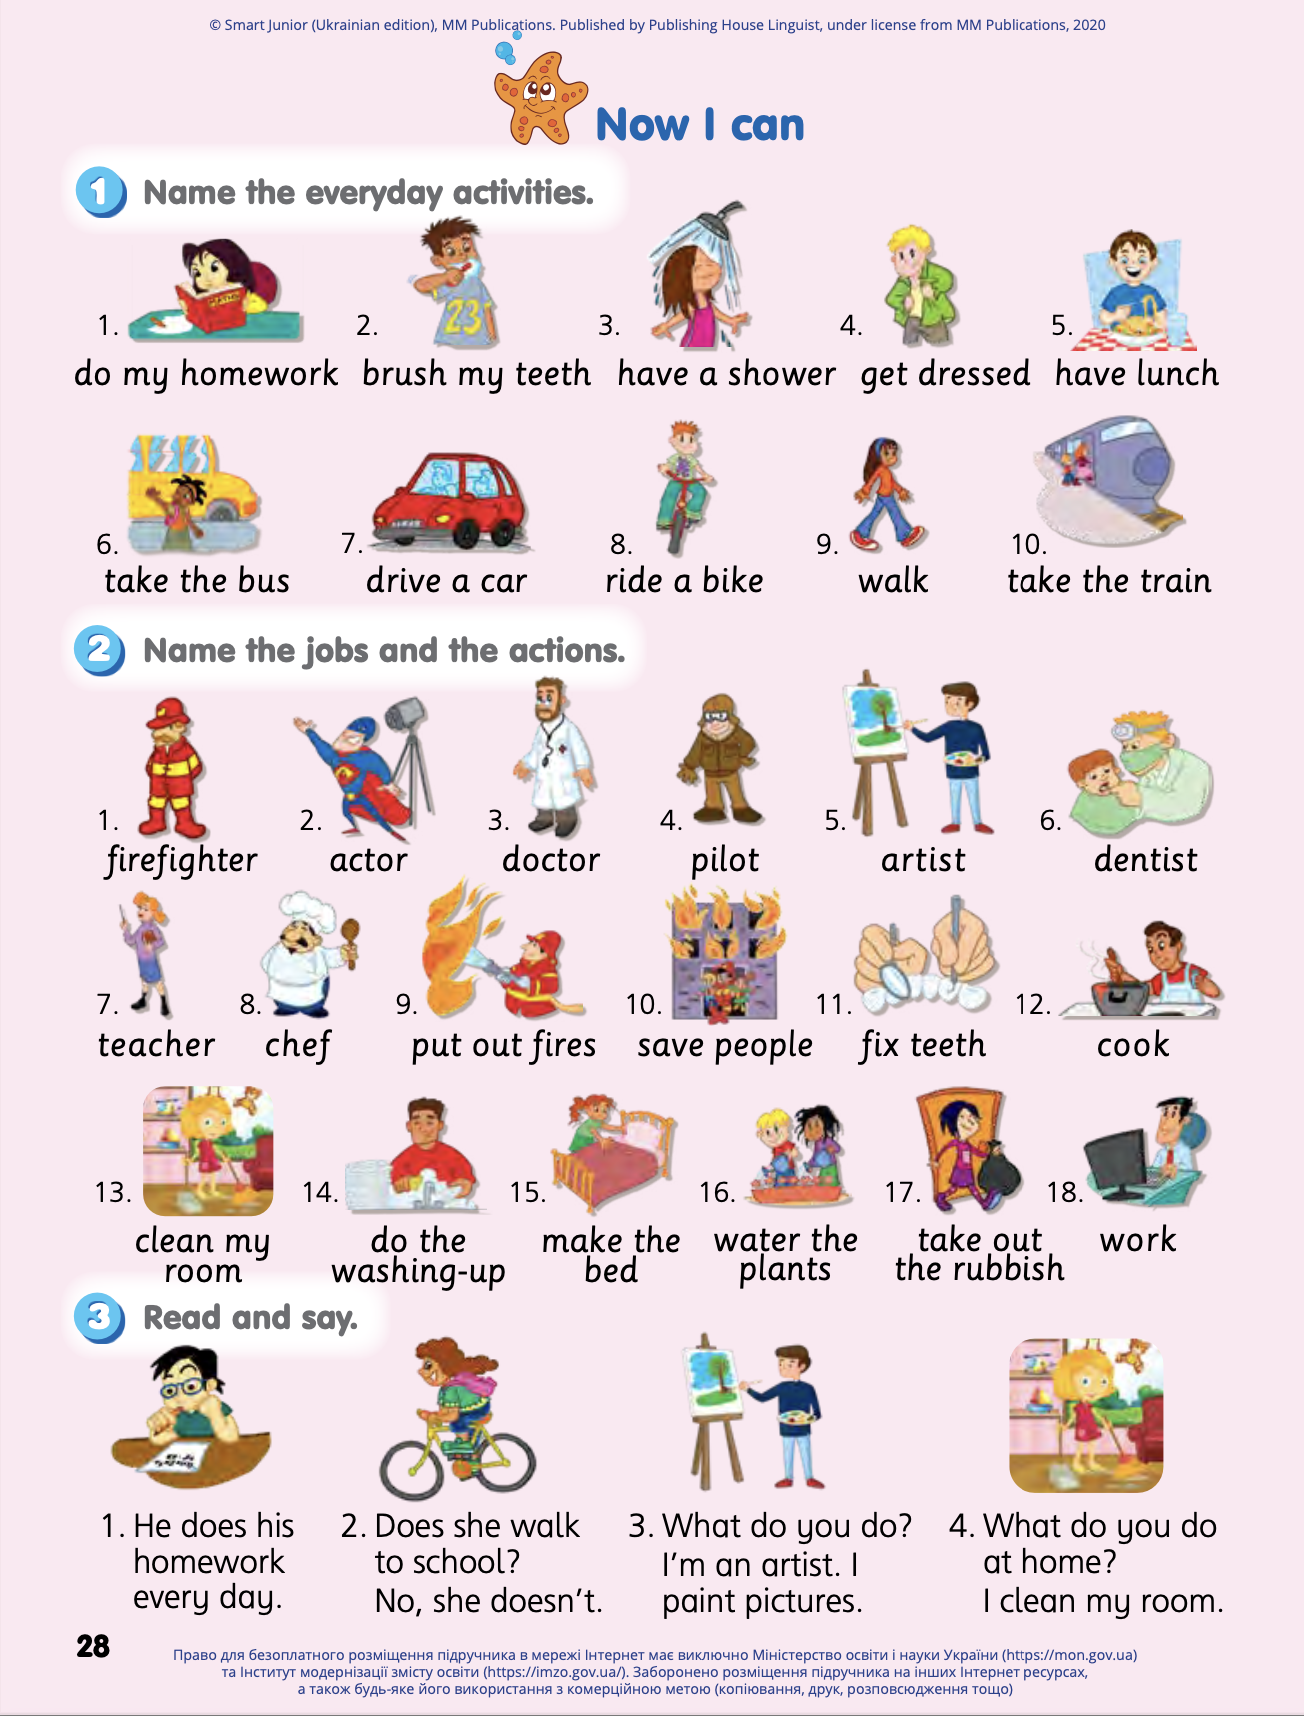 © Smart Junior (Ukrainian edition), MM Publications. Published by Publishing House Linguist, under license from MM Publications, 2020
Now I can
1 Name the everyday activities.
1. 2. 3. 4. 5.
do my homework brush my teeth have a shower get dressed have lunch
6. 7. 8. 9. 10.
take the bus drive a car ride a bike walk take the train
2 Name the jobs and the actions.
1. 2. 3. 4. 5. 6.
firefighter actor doctor pilot artist dentist
7. 8. 9. 10. 11. 12.
teacher chef put out fires save people fix teeth cook
13. 14. 15. 16. 17. 18.
clean my do the make the water the take out work
room washing-up bed plants the rubbish
3 Read and say.
1. He does his
homework
every day.
2. Does she walk
to school?
No, she doesn't.
3. What do you do?
I'm an artist. I
paint pictures.
4. What do you do
at home?
I clean my room.
28
Право для безоплатного розміщення підручника в мережі Інтернет має виключно Міністерство освіти і науки України (https://mon.gov.ua)
та Інститут модернізації змісту освіти (https://imzo.gov.ua/). Заборонено розміщення підручника на інших Інтернет ресурсах,
а також будь-яке його використання з комерційною метою (копіювання, друк, розповсюдження тощо)